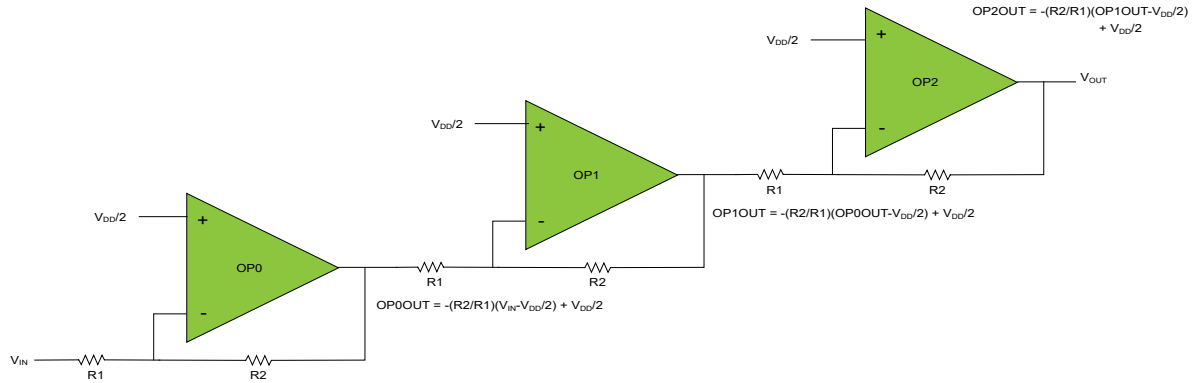 OP2OUT = -(R2/R1)(OP1OUT-VDD/2)
+ VDD/2
VDD/2
+
OP2
VOUT
-
VDD/2
+
OP1
R1
R2
-
OP1OUT = -(R2/R1)(OP0OUT-VDD/2) + VDD/2
VDD/2
+
OP0
R1
R2
-
OP0OUT = -(R2/R1)(VIN-VDD/2) + VDD/2
VIN
R1
R2